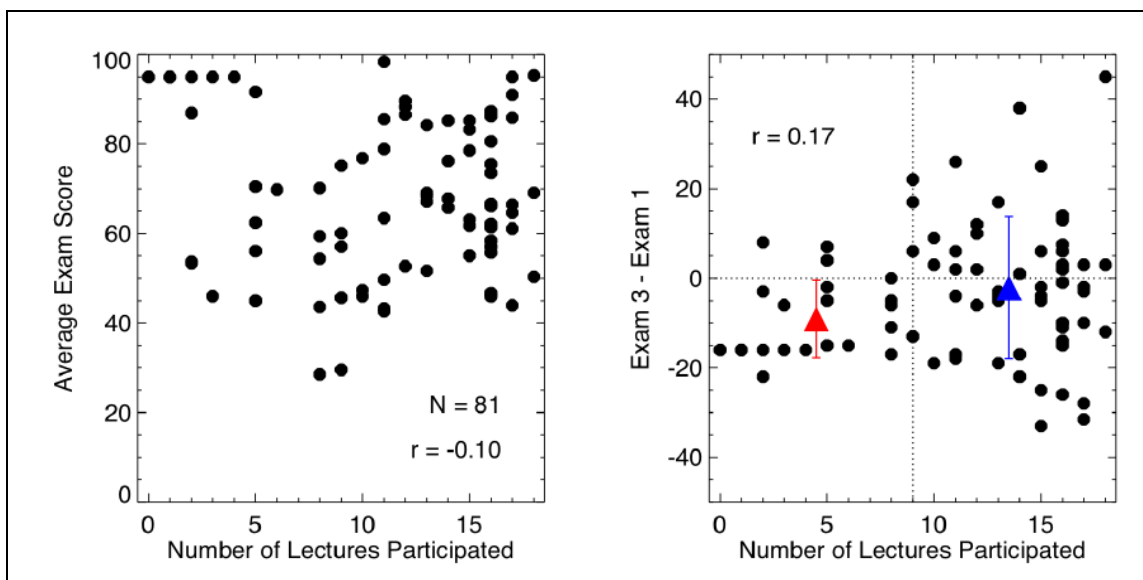 100
80
60
40
20
0
Average Exam Score
N = 81
r = -0.10
0 5 10 15
Number of Lectures Participated
40
20
0
-20
-40
Exam 3 - Exam 1
r = 0.17
0 5 10 15
Number of Lectures Participated